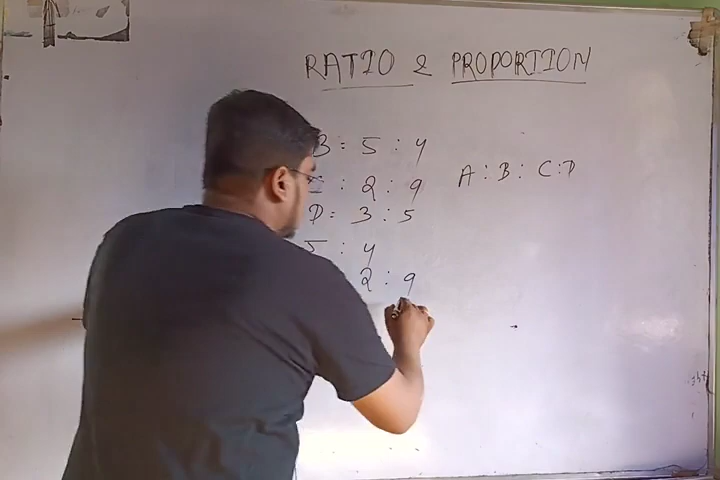 RATIO & PROPORTION
B = 5 : 4
A : B : C : D
: 2 : 9
D = 3 : 5
5 : 4
2 : 9